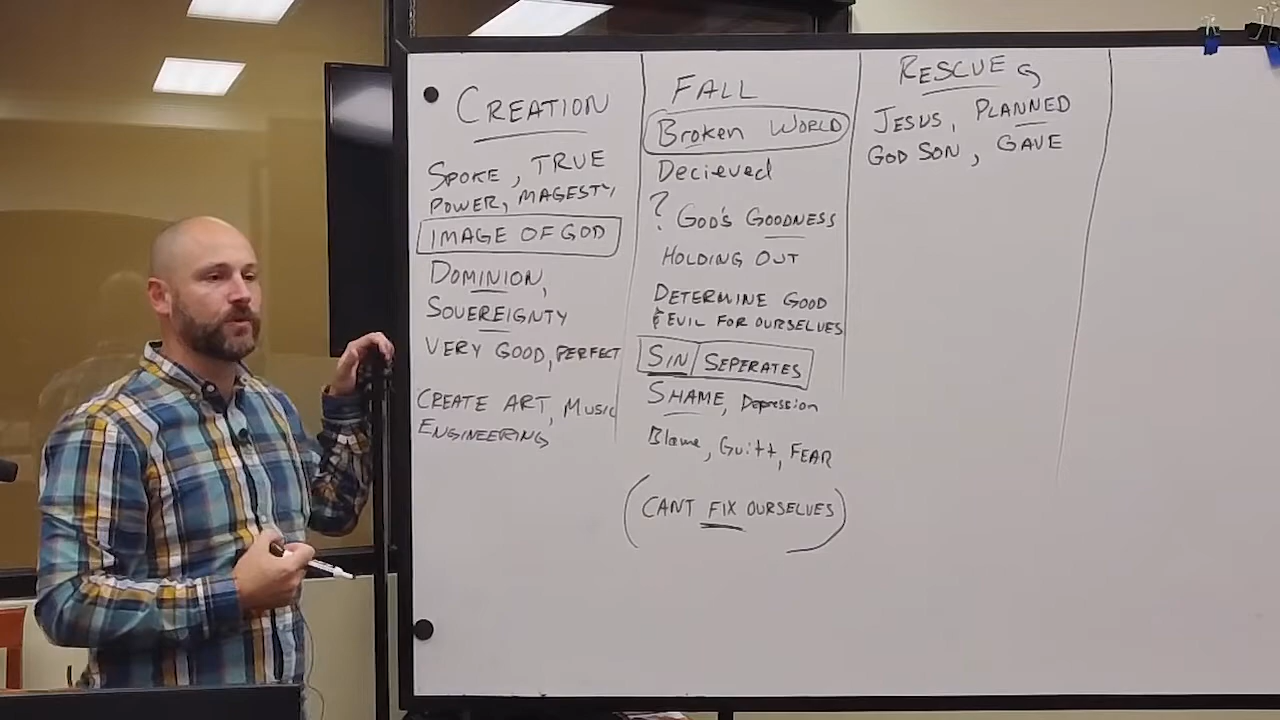 CREATION
SPOKE, TRUE
POWER, MAGESTY,
IMAGE OF GOD
DOMINION,
SOUEREIGNTY
VERY GOOD, PERFECT
CREATE ART, MUSIC
ENGINEERING
FALL
Broken WORLD
Decieved
? GOD'S GOODNESS
HOLDING OUT
DETERMINE GOOD
& EVIL FOR OURSELVES
SIN SEPERATES
SHAME, Depression
Blame, Guilt, FEAR
(CANT FIX OURSELVES)
RESCUE
JESUS, PLANNED
GOD SON, GAVE